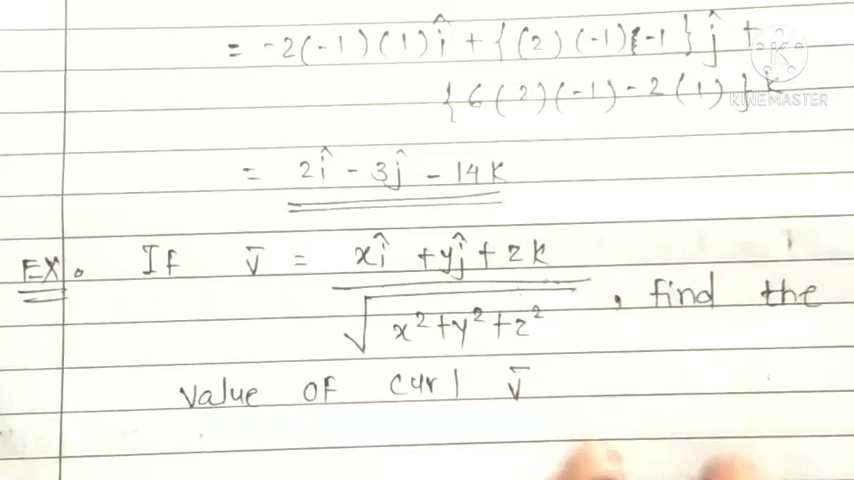 = -2(-1)(1)î + {(2)(-1)-1}ĵ +
{6(2)(-1)-2(1)}k
KINEMASTER
= 2î - 3ĵ - 14k
EX. If v̄ = xî + yĵ + zk
√x²+y²+z² , find the
value of curl v̄